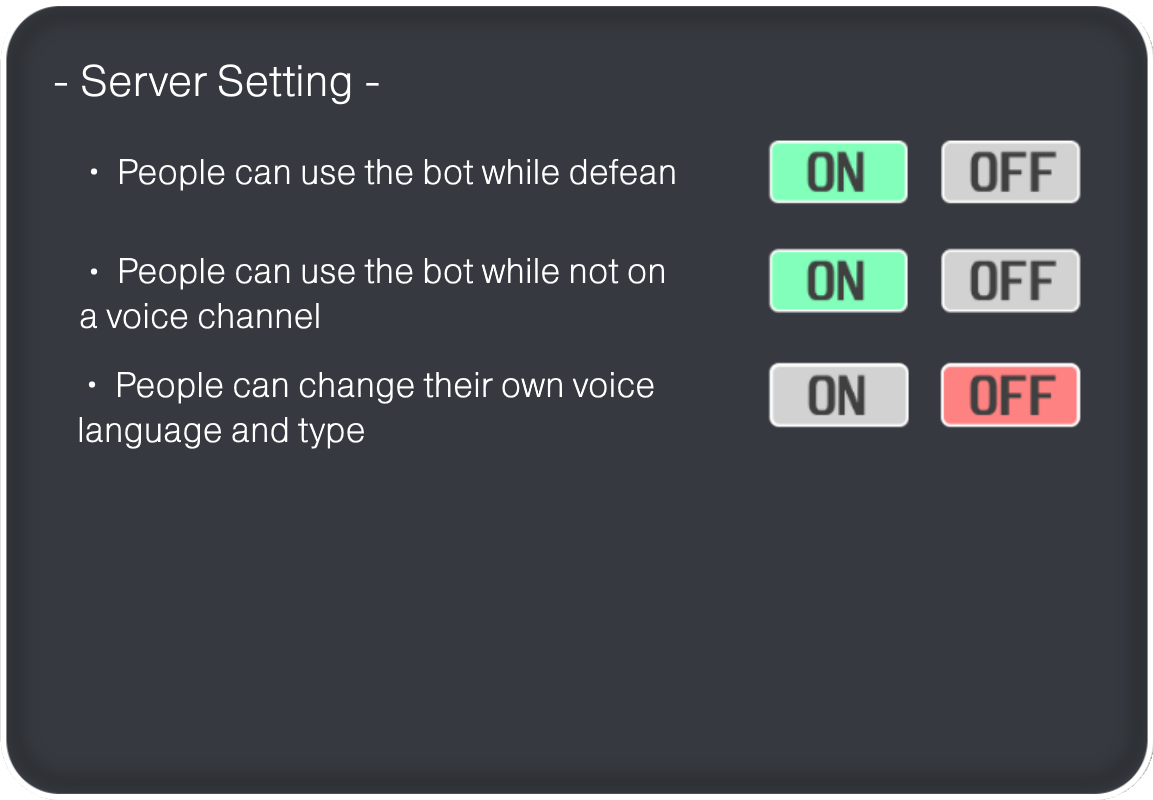 - Server Setting -
・ People can use the bot while defean ON OFF
・ People can use the bot while not on ON OFF
a voice channel
・ People can change their own voice ON OFF
language and type